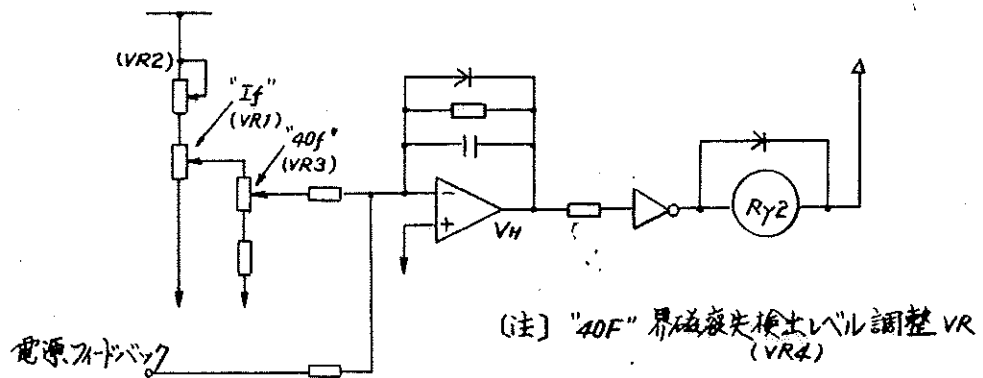 (VR2)
"If"
(VR1)
"40f"
(VR3)
−
+
VH
Ry2
電源フィードバック
(注) "40F" 界磁喪失検出レベル調整 VR
(VR4)